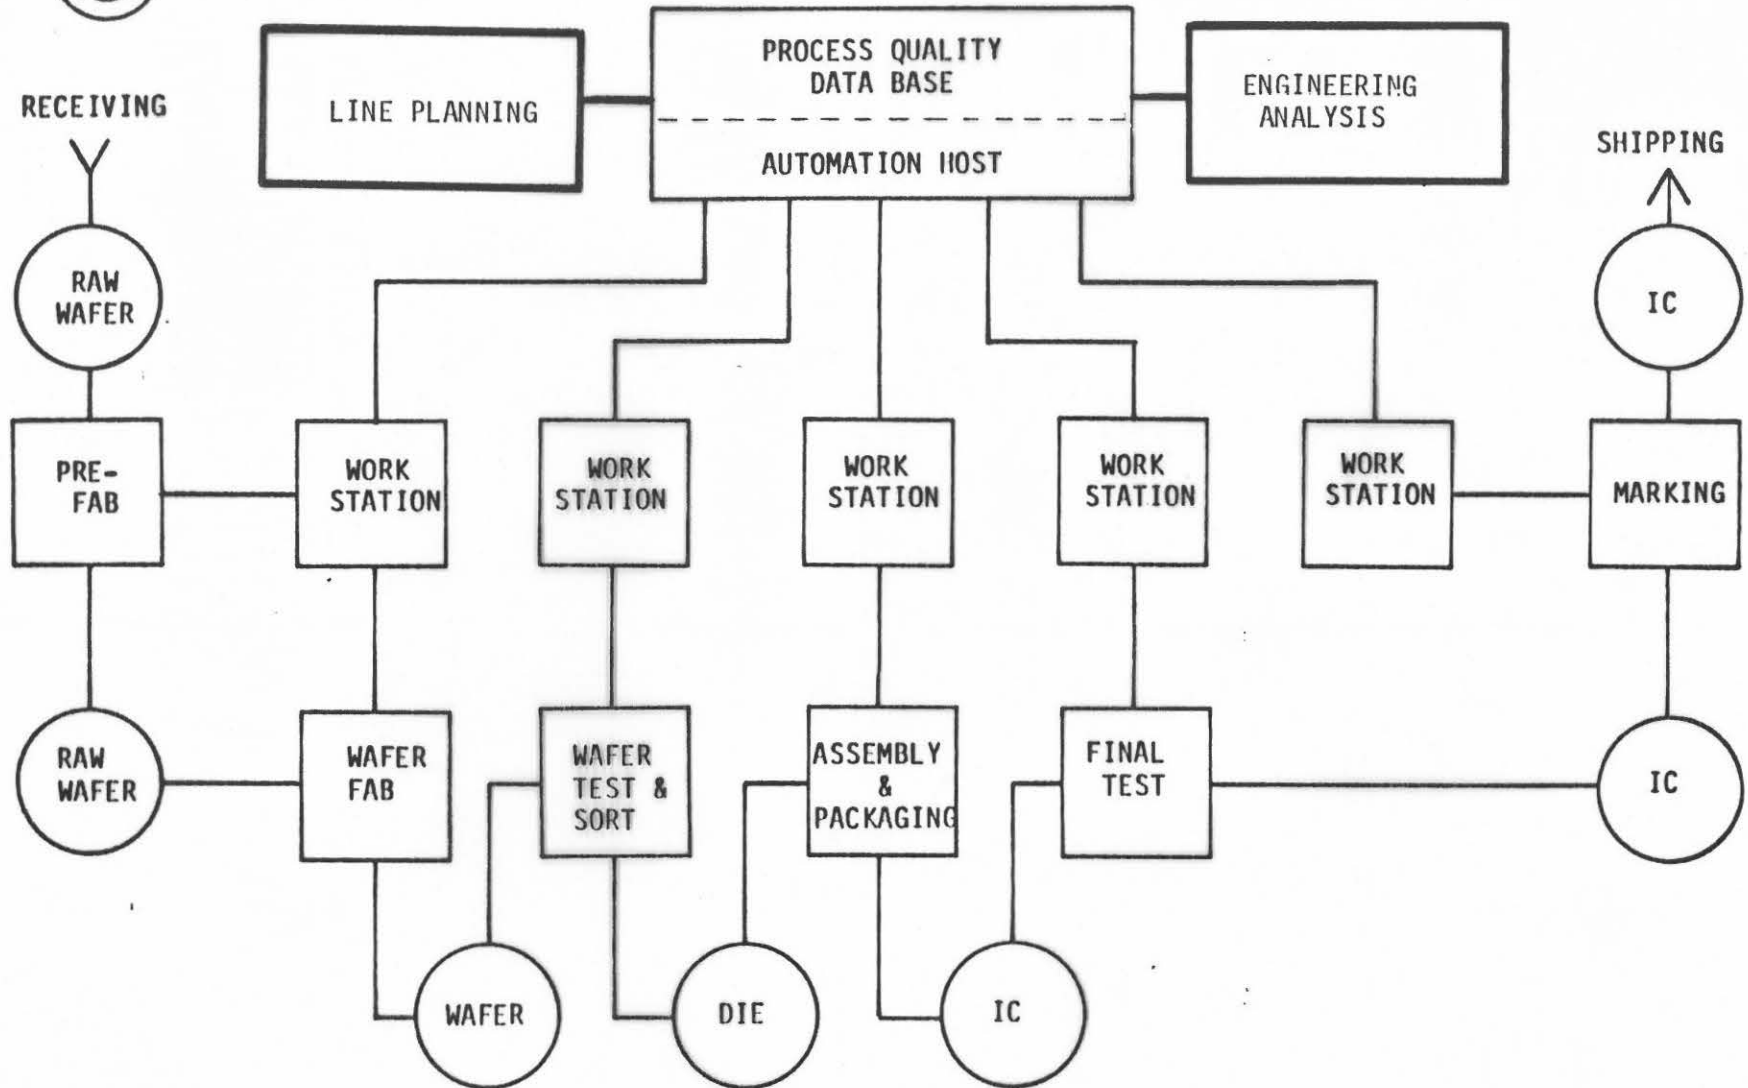 PROCESS QUALITY
DATA BASE
LINE PLANNING
ENGINEERING
ANALYSIS
RECEIVING
AUTOMATION HOST
SHIPPING
RAW
WAFER
IC
PRE-
FAB
WORK
STATION
WORK
STATION
WORK
STATION
WORK
STATION
WORK
STATION
MARKING
RAW
WAFER
WAFER
FAB
WAFER
TEST &
SORT
ASSEMBLY
&
PACKAGING
FINAL
TEST
IC
WAFER
DIE
IC